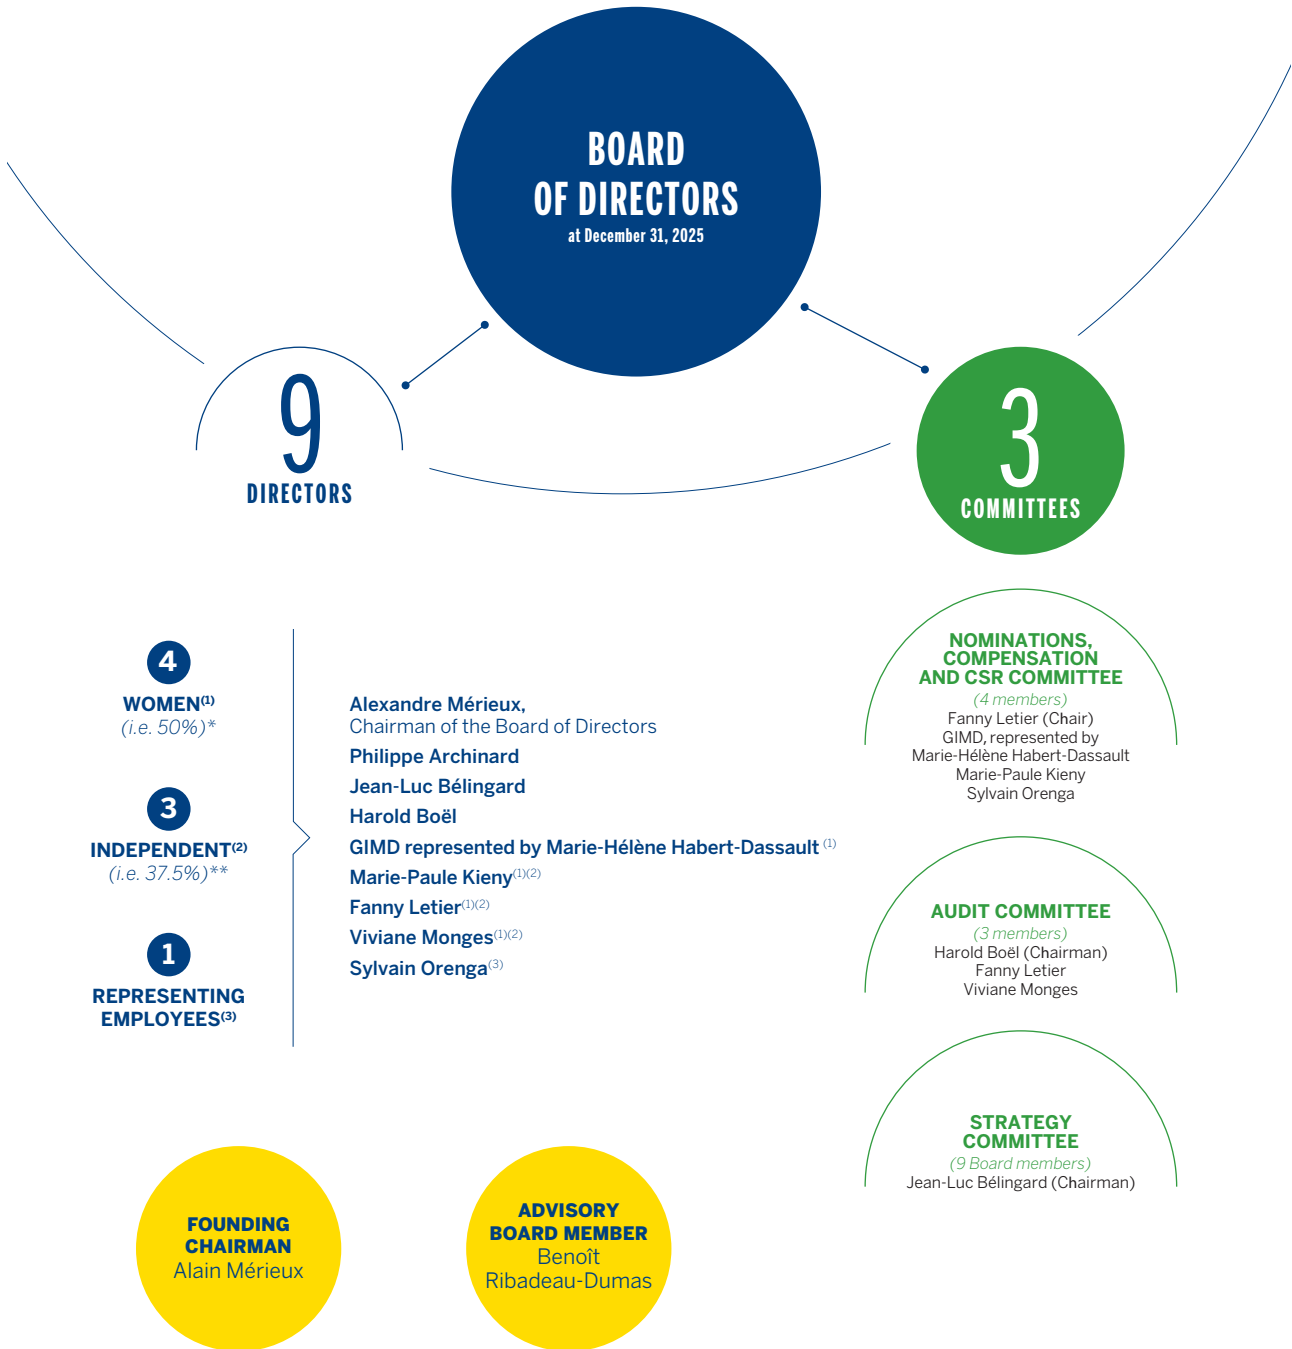 BOARD
OF DIRECTORS
at December 31, 2025
9
DIRECTORS
3
COMMITTEES
4
WOMEN(1)
(i.e. 50%)*
3
INDEPENDENT(2)
(i.e. 37.5%)**
1
REPRESENTING
EMPLOYEES(3)
Alexandre Mérieux,
Chairman of the Board of Directors
Philippe Archinard
Jean-Luc Bélingard
Harold Boël
GIMD represented by Marie-Hélène Habert-Dassault (1)
Marie-Paule Kieny(1)(2)
Fanny Letier(1)(2)
Viviane Monges(1)(2)
Sylvain Orenga(3)
NOMINATIONS,
COMPENSATION
AND CSR COMMITTEE
(4 members)
Fanny Letier (Chair)
GIMD, represented by
Marie-Hélène Habert-Dassault
Marie-Paule Kieny
Sylvain Orenga
AUDIT COMMITTEE
(3 members)
Harold Boël (Chairman)
Fanny Letier
Viviane Monges
STRATEGY
COMMITTEE
(9 Board members)
Jean-Luc Bélingard (Chairman)
FOUNDING
CHAIRMAN
Alain Mérieux
ADVISORY
BOARD MEMBER
Benoît
Ribadeau-Dumas